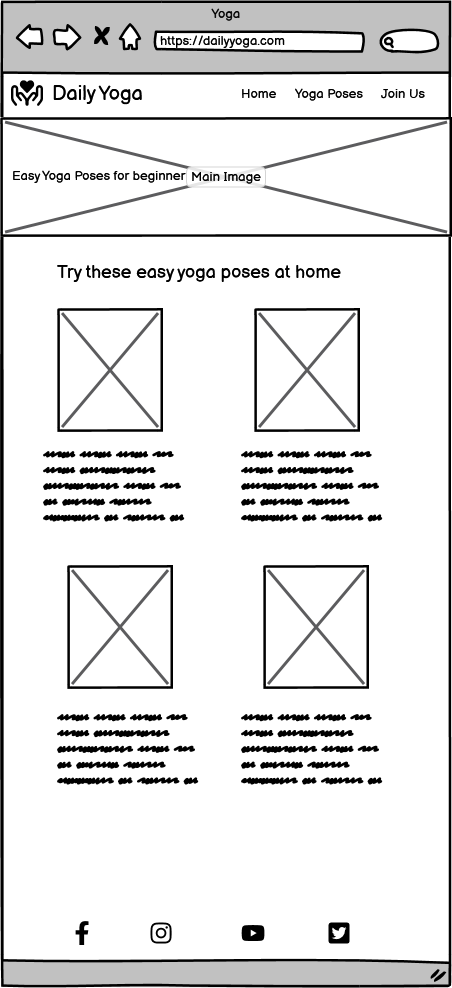 Yoga
https://dailyyoga.com
Daily Yoga
Home Yoga Poses Join Us
Easy Yoga Poses for beginner Main Image
Try these easy yoga poses at home